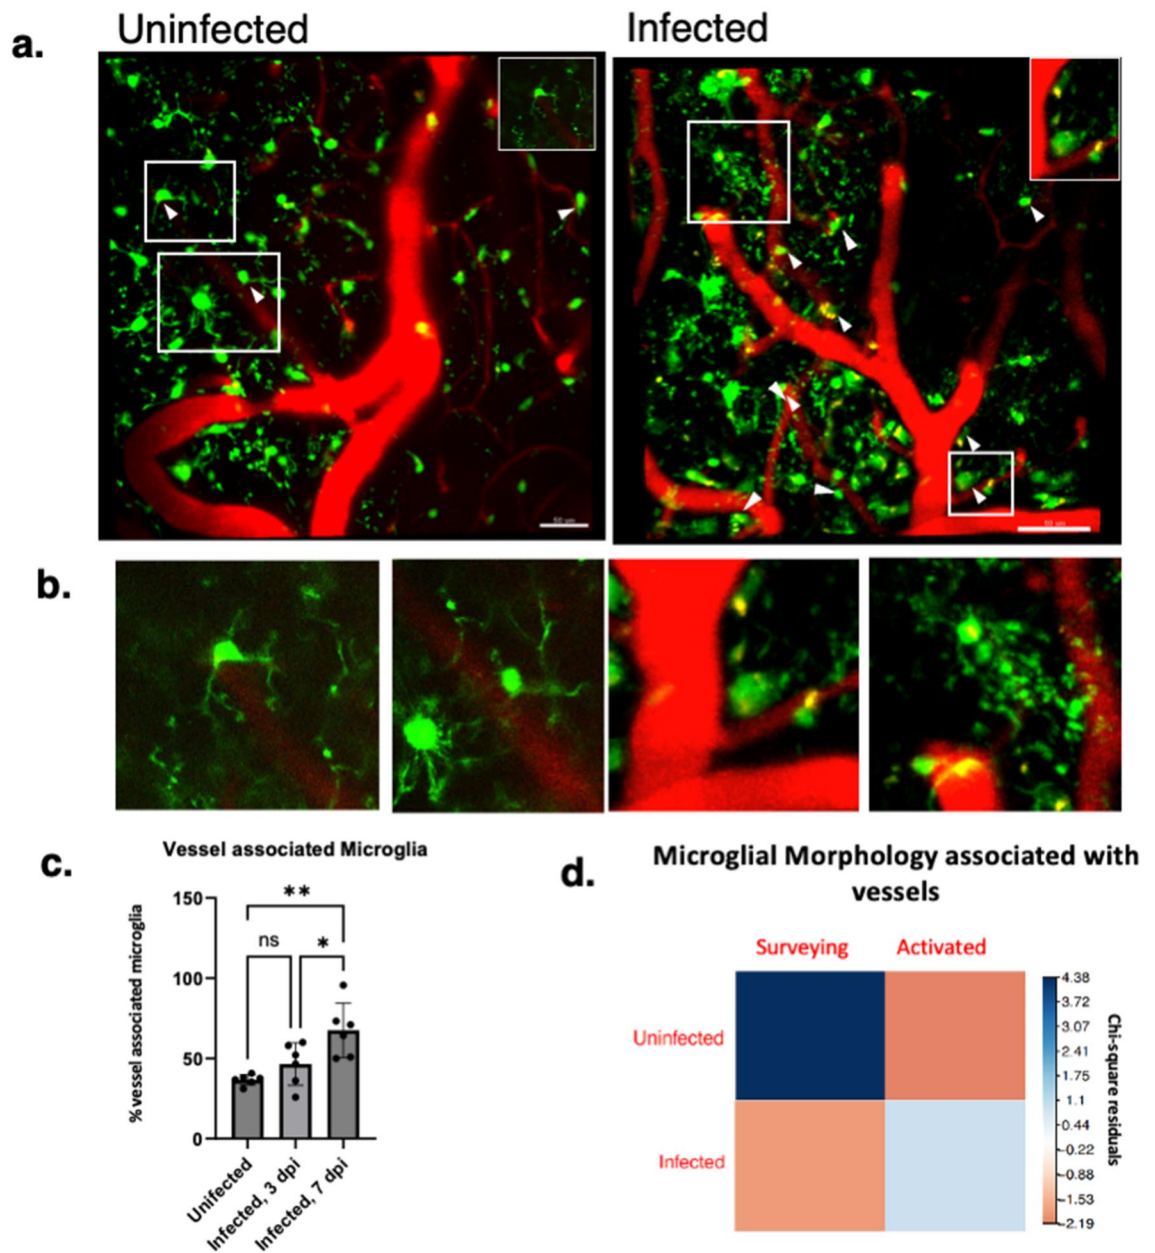 a.
Uninfected
Infected
50 um
b.
c.
Vessel associated Microglia
% vessel associated microglia
150
100
50
0
**
ns
*
Unifected
Infected, 3 dpi
Infected, 7 dpi
d.
Microglial Morphology associated with
vessels
Surveying
Activated
Uninfected
Infected
4.38
3.72
3.07
2.41
1.75
1.1
0.44
-0.22
-0.88
-1.53
-2.19
Chi-square residuals